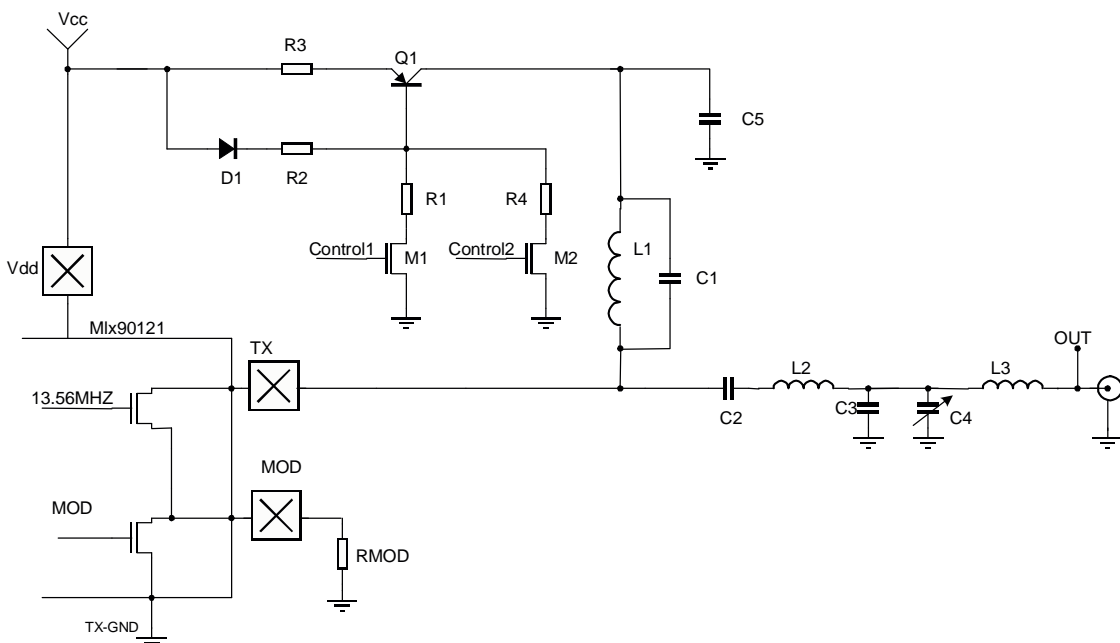 Vcc
R3
Q1
C5
D1
R2
R1
R4
Control1
M1
Control2
M2
L1
C1
Vdd
Mlx90121
TX
OUT
L2
L3
13.56MHZ
C2
C3
C4
MOD
MOD
RMOD
TX-GND